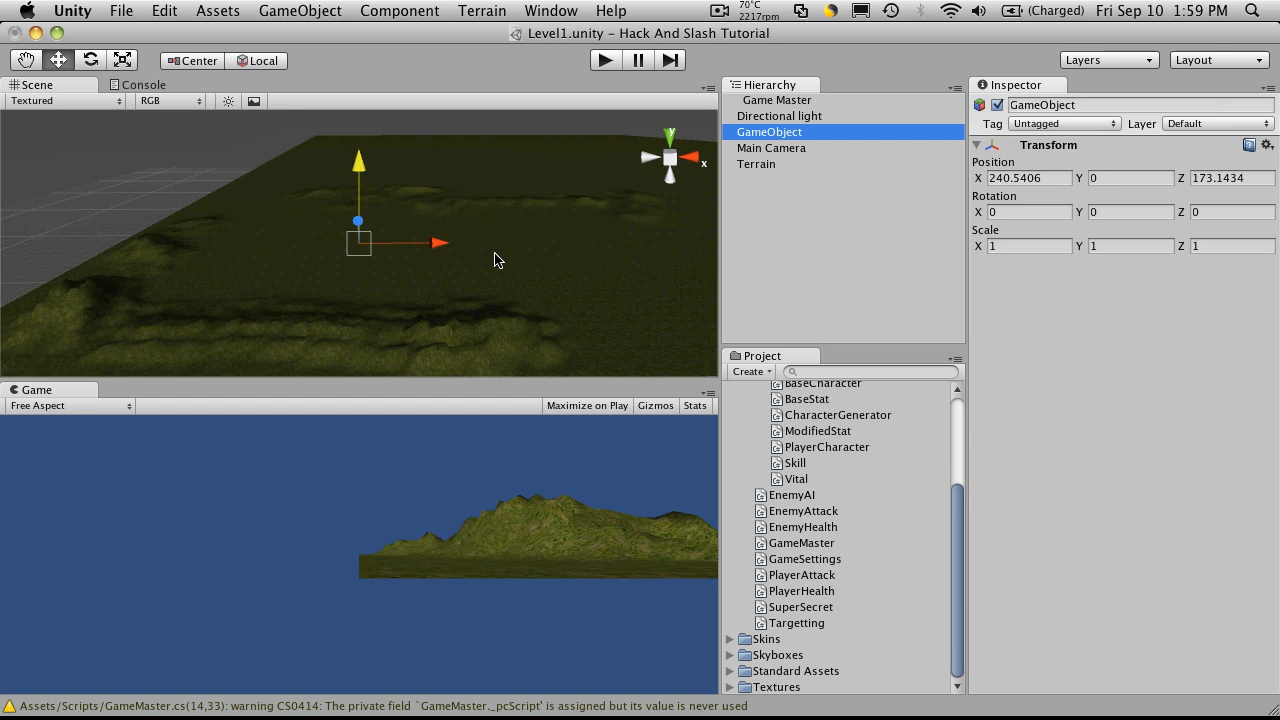 Unity File Edit Assets GameObject Component Terrain Window Help 70°C 2217rpm (Charged) Fri Sep 10 1:59 PM
Level1.unity - Hack And Slash Tutorial
Center Local Layers Layout
Scene Console
Textured RGB
y
x
Game
Free Aspect Maximize on Play Gizmos Stats
Hierarchy
Game Master
Directional light
GameObject
Main Camera
Terrain
Project
Create
BaseCharacter
BaseStat
CharacterGenerator
ModifiedStat
PlayerCharacter
Skill
Vital
EnemyAI
EnemyAttack
EnemyHealth
GameMaster
GameSettings
PlayerAttack
PlayerHealth
SuperSecret
Targetting
Skins
Skyboxes
Standard Assets
Textures
Inspector
GameObject
Tag Untagged Layer Default
Transform
Position
X 240.5406 Y 0 Z 173.1434
Rotation
X 0 Y 0 Z 0
Scale
X 1 Y 1 Z 1
Assets/Scripts/GameMaster.cs(14,33): warning CS0414: The private field `GameMaster._pcScript' is assigned but its value is never used